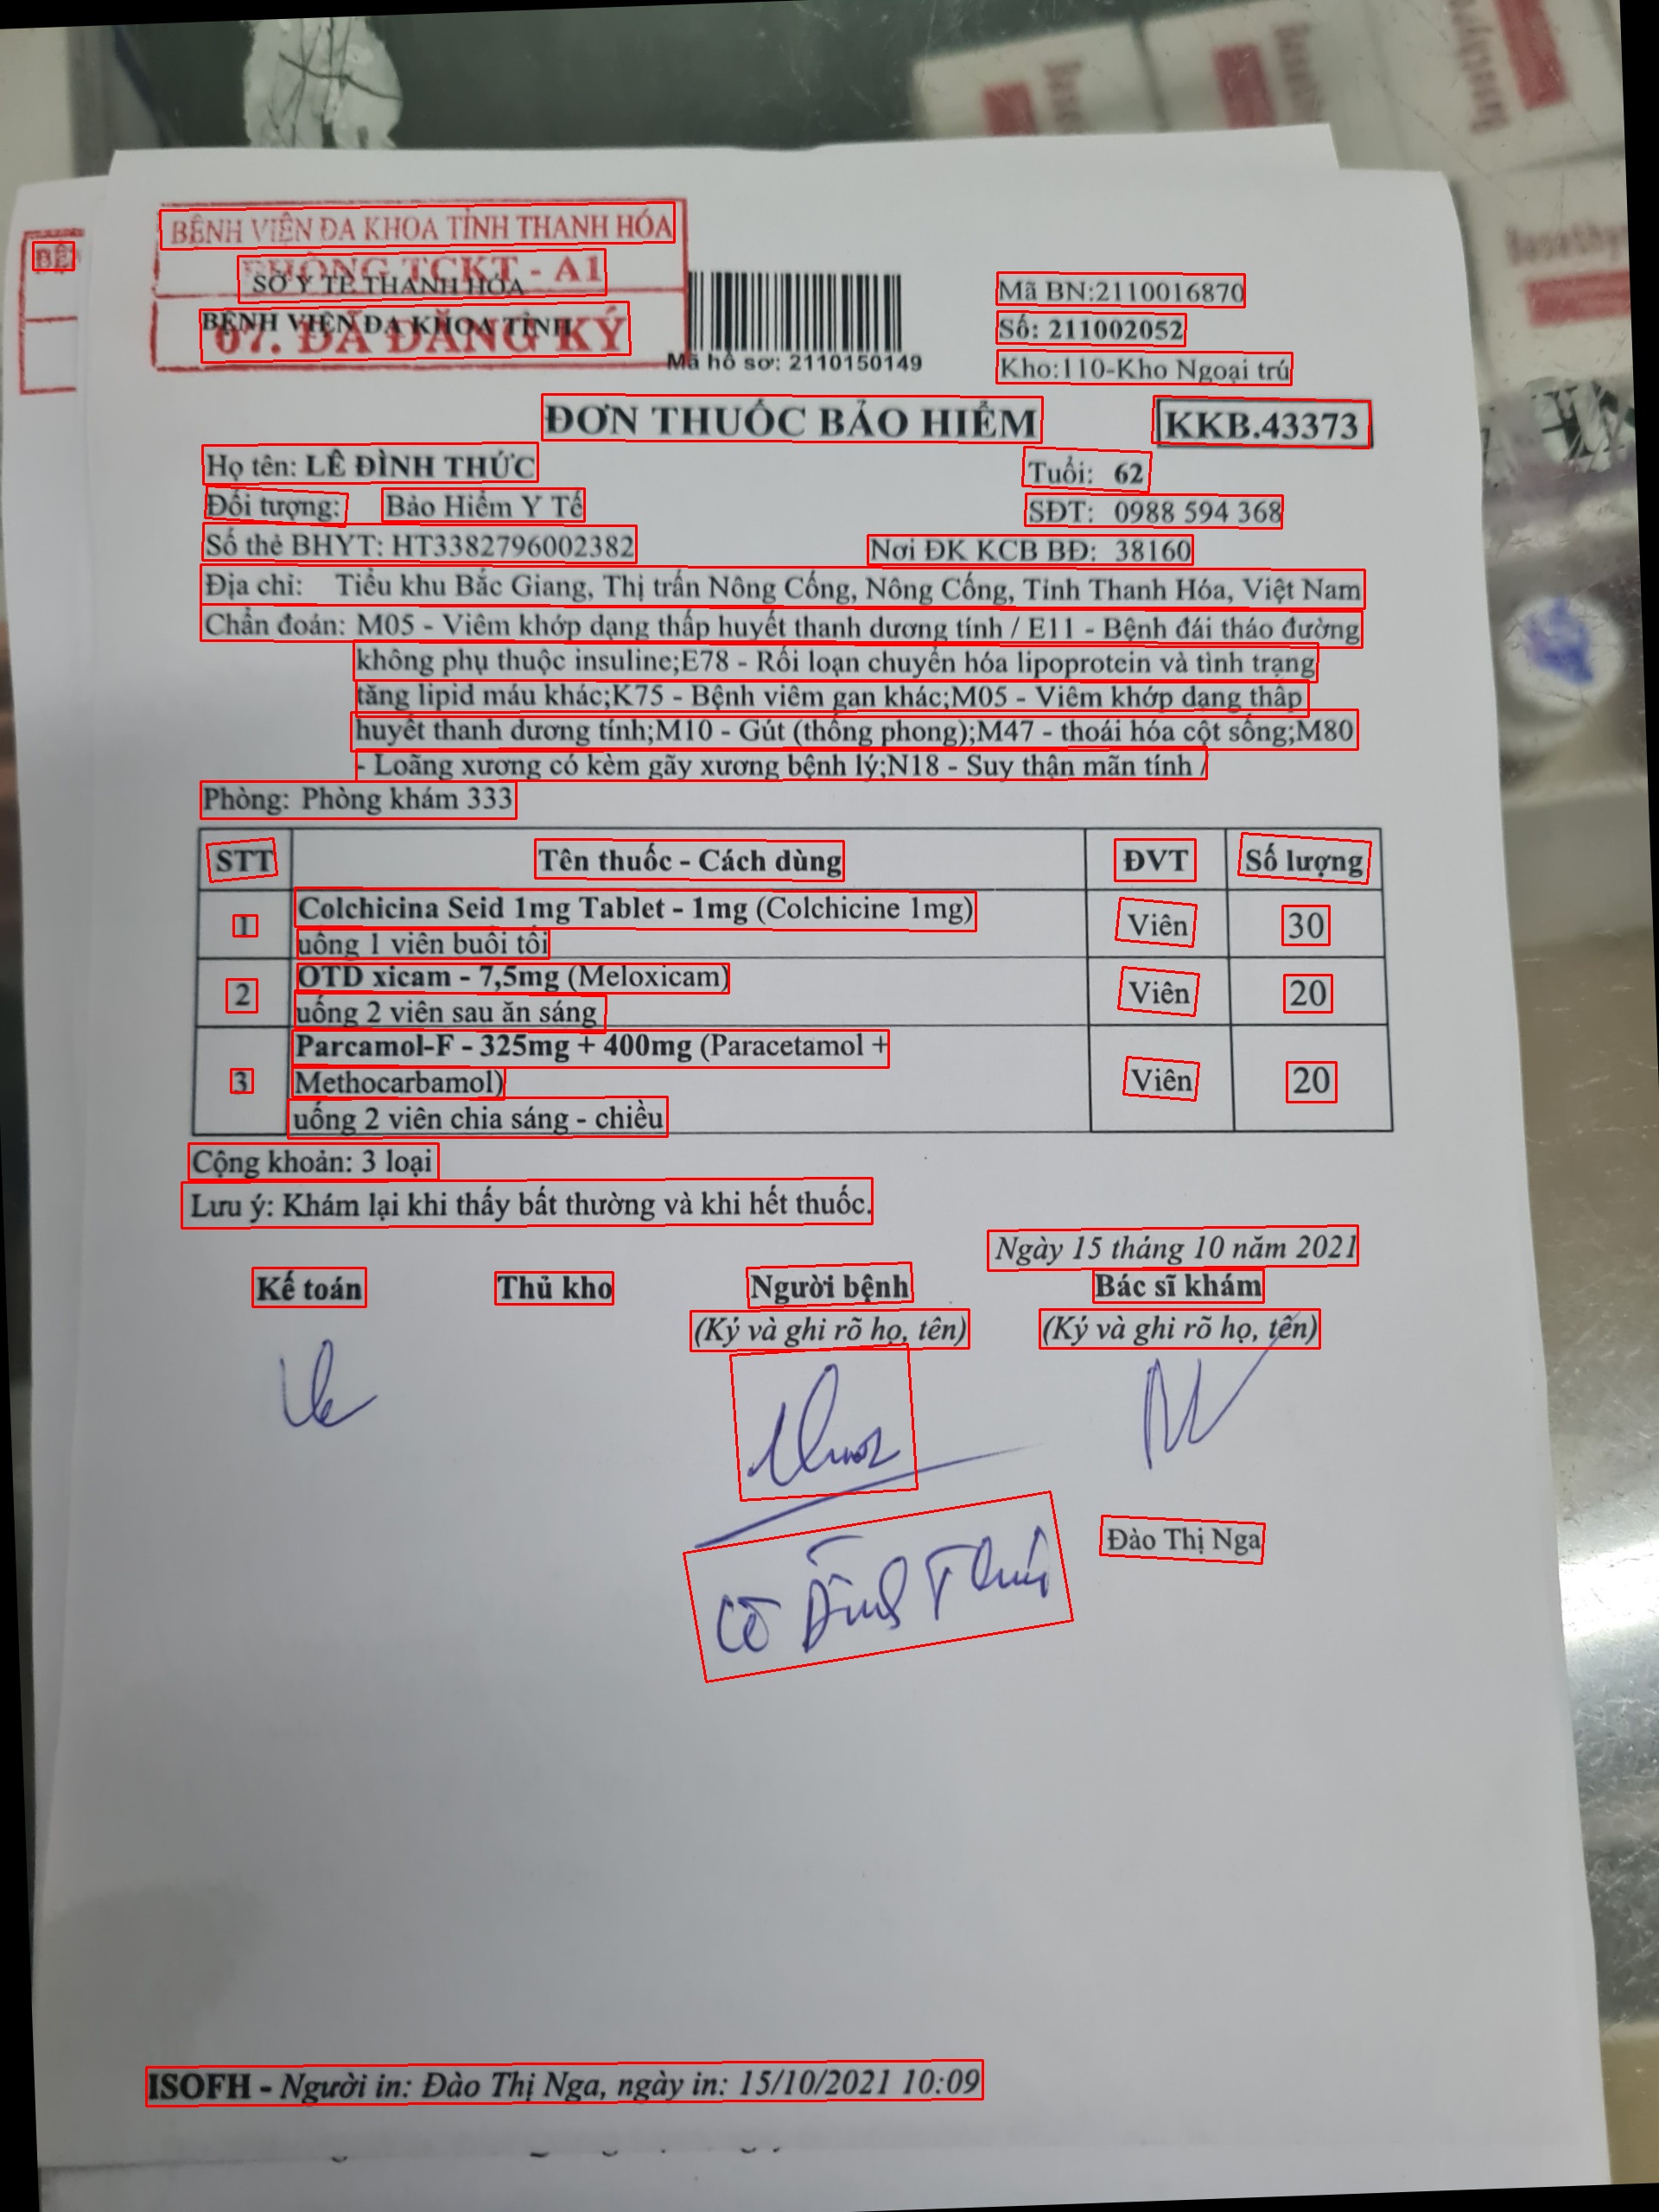 BỆNH VIỆN ĐA KHOA TỈNH THANH HÓA
BỆN
PHÒNG TCKT - A1
SỞ Y TẾ THANH HÓA
BỆNH VIỆN ĐA KHOA TỈNH
07. ĐÃ ĐĂNG KÝ
Mã hồ sơ: 2110150149
Mã BN:2110016870
Số: 211002052
Kho:110-Kho Ngoại trú
ĐƠN THUỐC BẢO HIỂM
KKB.43373
Họ tên: LÊ ĐÌNH THỨC
Tuổi: 62
Đối tượng: Bảo Hiểm Y Tế
SĐT: 0988 594 368
Số thẻ BHYT: HT3382796002382
Nơi ĐK KCB BĐ: 38160
Địa chỉ: Tiểu khu Bắc Giang, Thị trấn Nông Cống, Nông Cống, Tỉnh Thanh Hóa, Việt Nam
Chẩn đoán: M05 - Viêm khớp dạng thấp huyết thanh dương tính / E11 - Bệnh đái tháo đường
không phụ thuộc insuline;E78 - Rối loạn chuyển hóa lipoprotein và tình trạng
tăng lipid máu khác;K75 - Bệnh viêm gan khác;M05 - Viêm khớp dạng thấp
huyết thanh dương tính;M10 - Gút (thống phong);M47 - thoái hóa cột sống;M80
- Loãng xương có kèm gãy xương bệnh lý;N18 - Suy thận mãn tính /
Phòng: Phòng khám 333
STT Tên thuốc - Cách dùng ĐVT Số lượng
1 Colchicina Seid 1mg Tablet - 1mg (Colchicine 1mg) Viên 30
uống 1 viên buổi tối
2 OTD xicam - 7,5mg (Meloxicam) Viên 20
uống 2 viên sau ăn sáng
Parcamol-F - 325mg + 400mg (Paracetamol +
3 Methocarbamol) Viên 20
uống 2 viên chia sáng - chiều
Cộng khoản: 3 loại
Lưu ý: Khám lại khi thấy bất thường và khi hết thuốc.
Ngày 15 tháng 10 năm 2021
Kế toán Thủ kho Người bệnh Bác sĩ khám
(Ký và ghi rõ họ, tên) (Ký và ghi rõ họ, tên)
Đào Thị Nga
Lê Đình Thức
ISOFH - Người in: Đào Thị Nga, ngày in: 15/10/2021 10:09